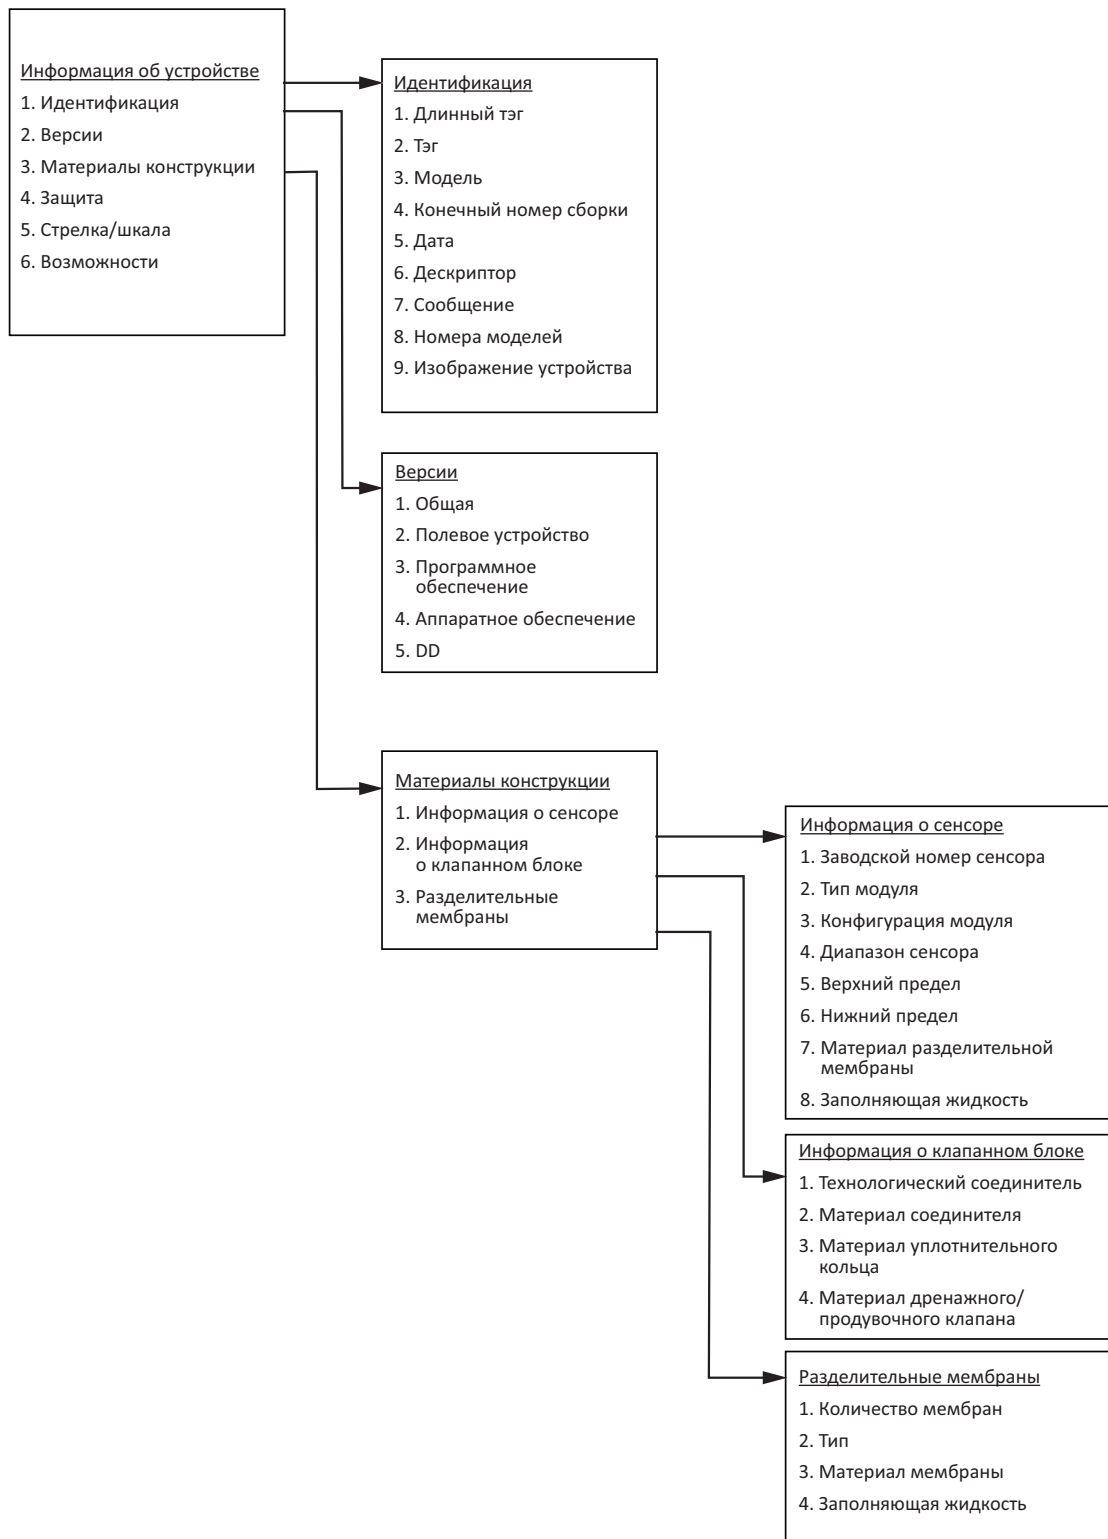 Информация об устройстве
1. Идентификация
2. Версии
3. Материалы конструкции
4. Защита
5. Стрелка/шкала
6. Возможности
Идентификация
1. Длинный тэг
2. Тэг
3. Модель
4. Конечный номер сборки
5. Дата
6. Дескриптор
7. Сообщение
8. Номера моделей
9. Изображение устройства
Версии
1. Общая
2. Полевое устройство
3. Программное
обеспечение
4. Аппаратное обеспечение
5. DD
Материалы конструкции
1. Информация о сенсоре
2. Информация
о клапанном блоке
3. Разделительные
мембраны
Информация о сенсоре
1. Заводской номер сенсора
2. Тип модуля
3. Конфигурация модуля
4. Диапазон сенсора
5. Верхний предел
6. Нижний предел
7. Материал разделительной
мембраны
8. Заполняющая жидкость
Информация о клапанном блоке
1. Технологический соединитель
2. Материал соединителя
3. Материал уплотнительного
кольца
4. Материал дренажного/
продувочного клапана
Разделительные мембраны
1. Количество мембран
2. Тип
3. Материал мембраны
4. Заполняющая жидкость